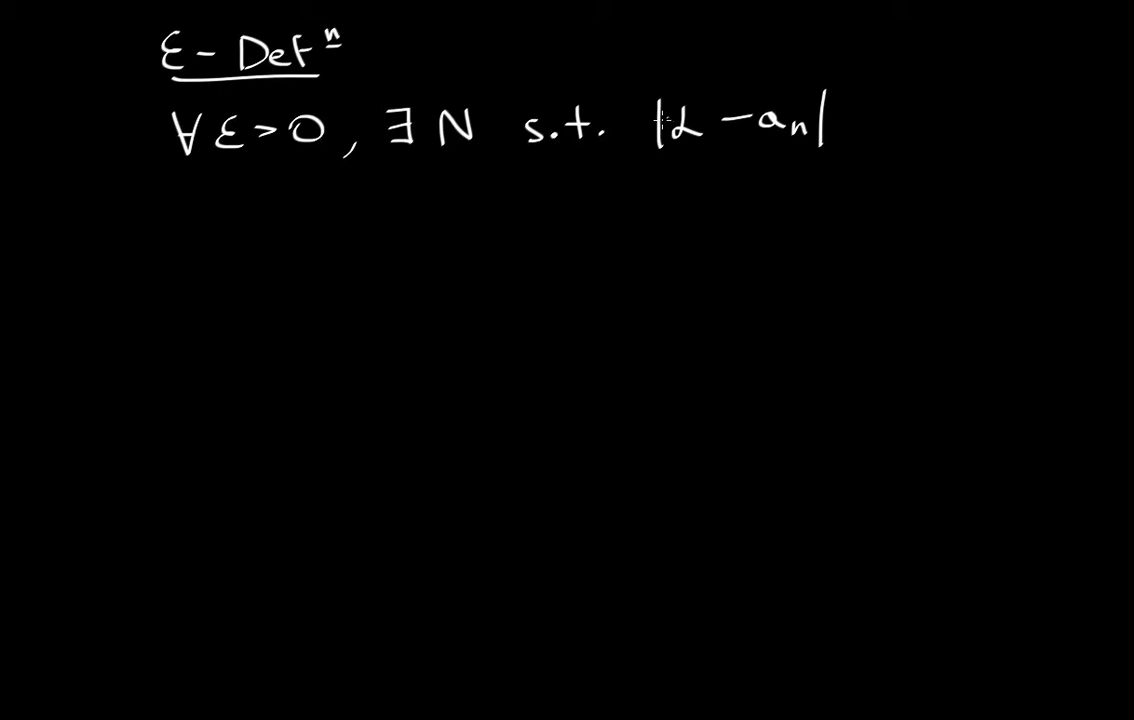 ε - Defⁿ
∀ ε > 0, ∃ N s.t. |α - aₙ|